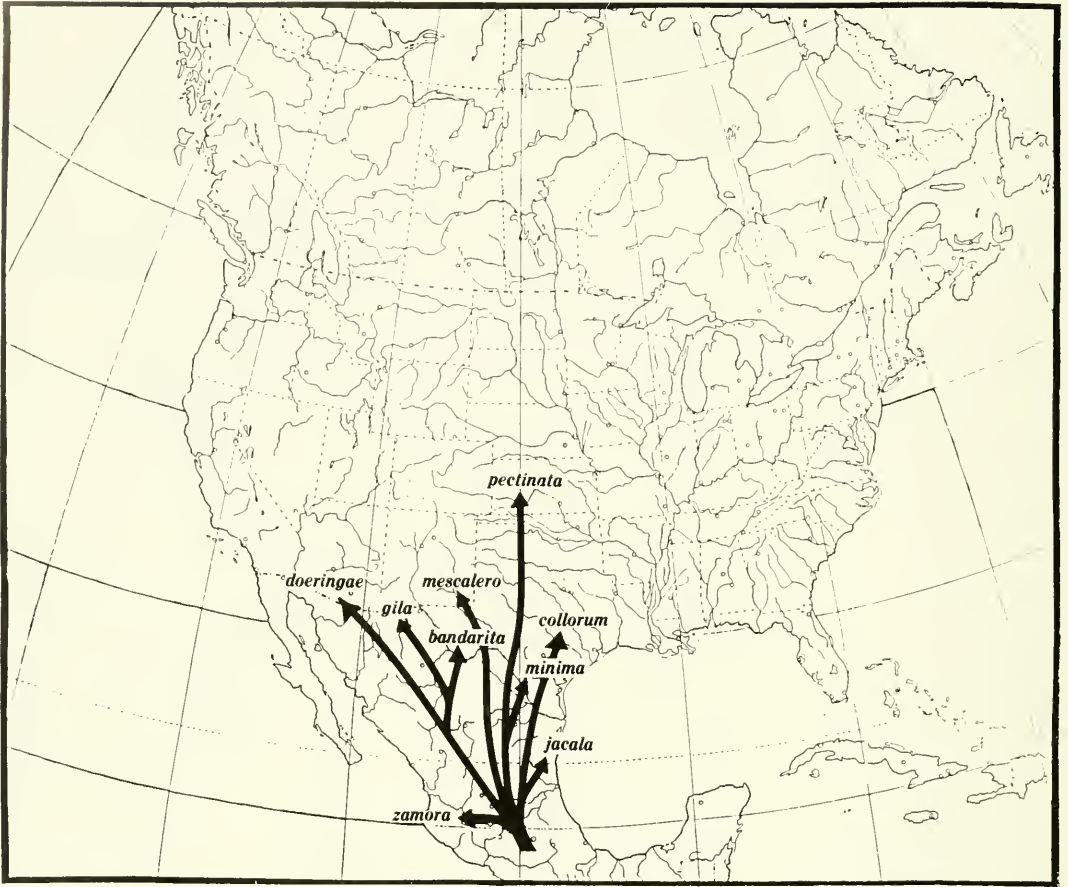 pectinata
doeringae
mescalero
gila
collorum
bandarita
minima
jacala
zamora